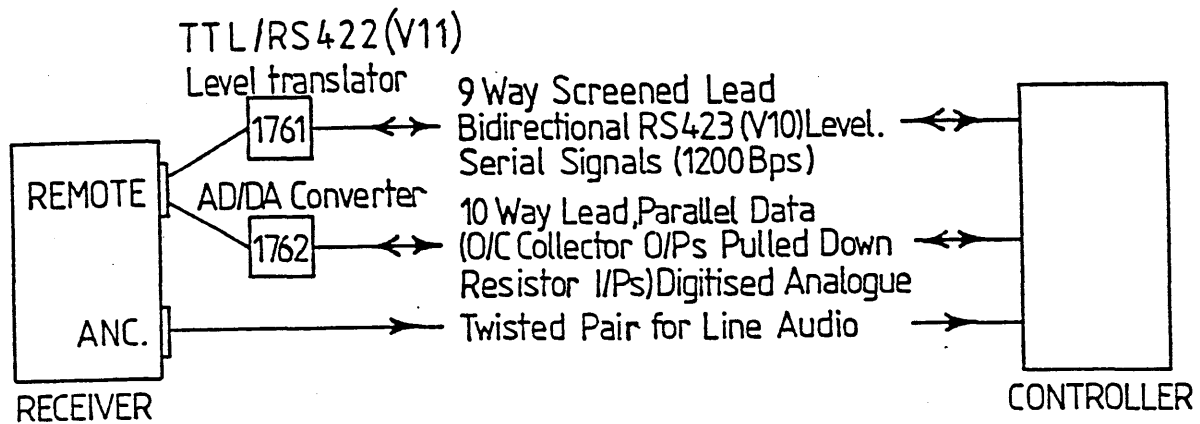 TTL/RS422(V11)
Level translator
1761
9 Way Screened Lead
Bidirectional RS423(V10)Level.
Serial Signals (1200Bps)
REMOTE
AD/DA Converter
1762
10 Way Lead,Parallel Data
(O/C Collector O/Ps Pulled Down
Resistor I/Ps)Digitised Analogue
ANC.
Twisted Pair for Line Audio
RECEIVER
CONTROLLER